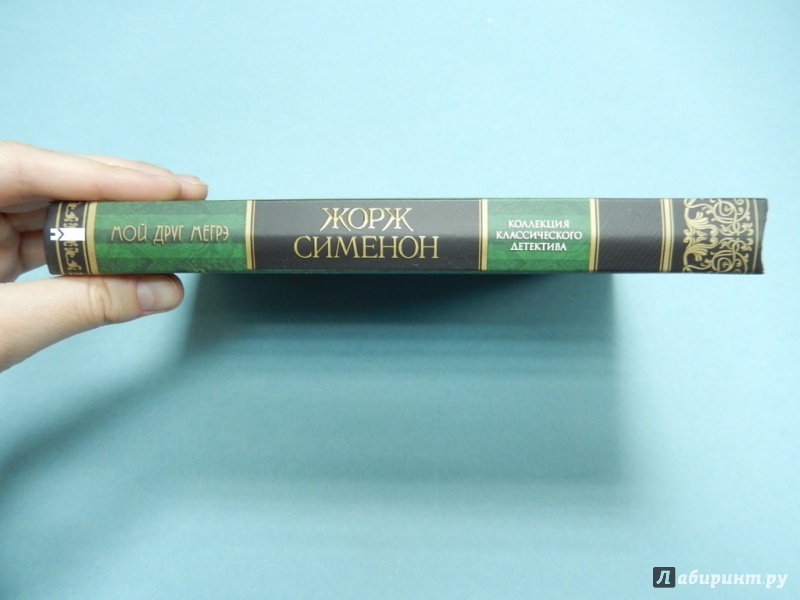 МОЙ ДРУГ МЕГРЭ
ЖОРЖ
СИМЕНОН
КОЛЛЕКЦИЯ
КЛАССИЧЕСКОГО
ДЕТЕКТИВА
Лабиринт.ру